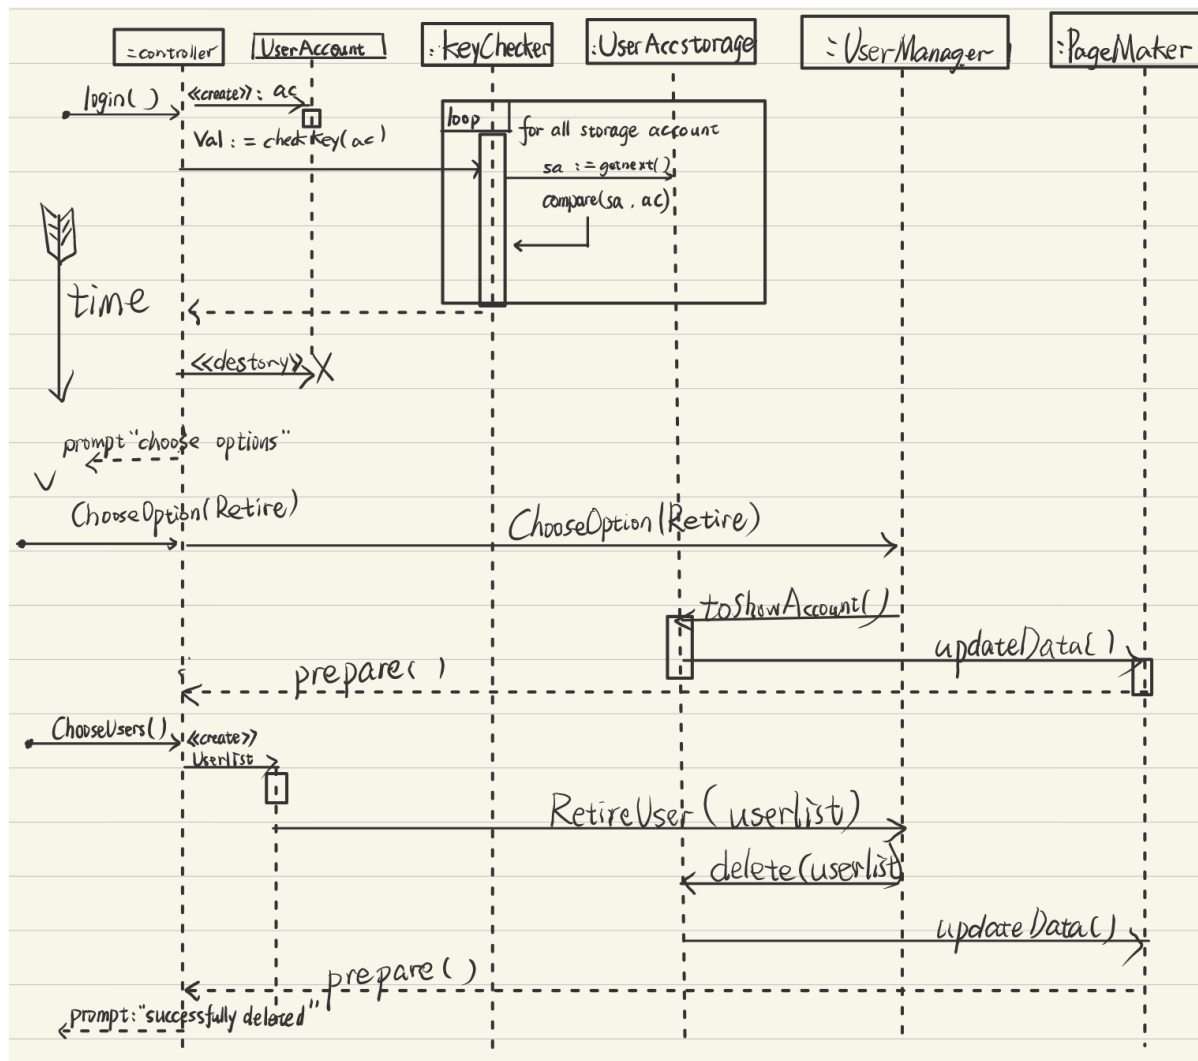 :controller
UserAccount
:keyChecker
:UserAccstorage
:UserManager
:PageMaker
login( )
<<create>> : ac
Val := checkkey(ac)
loop
for all storage account
sa := getnext()
compare(sa , ac)
time
<<destory>>
X
prompt "choose options"
ChooseOption(Retire)
ChooseOption(Retire)
toShowAccount()
updateData( )
prepare( )
ChooseUsers()
<<create>>
Userlist
RetireUser (userlist)
delete(userlist)
updateData( )
prepare( )
prompt:"successfully deleted"